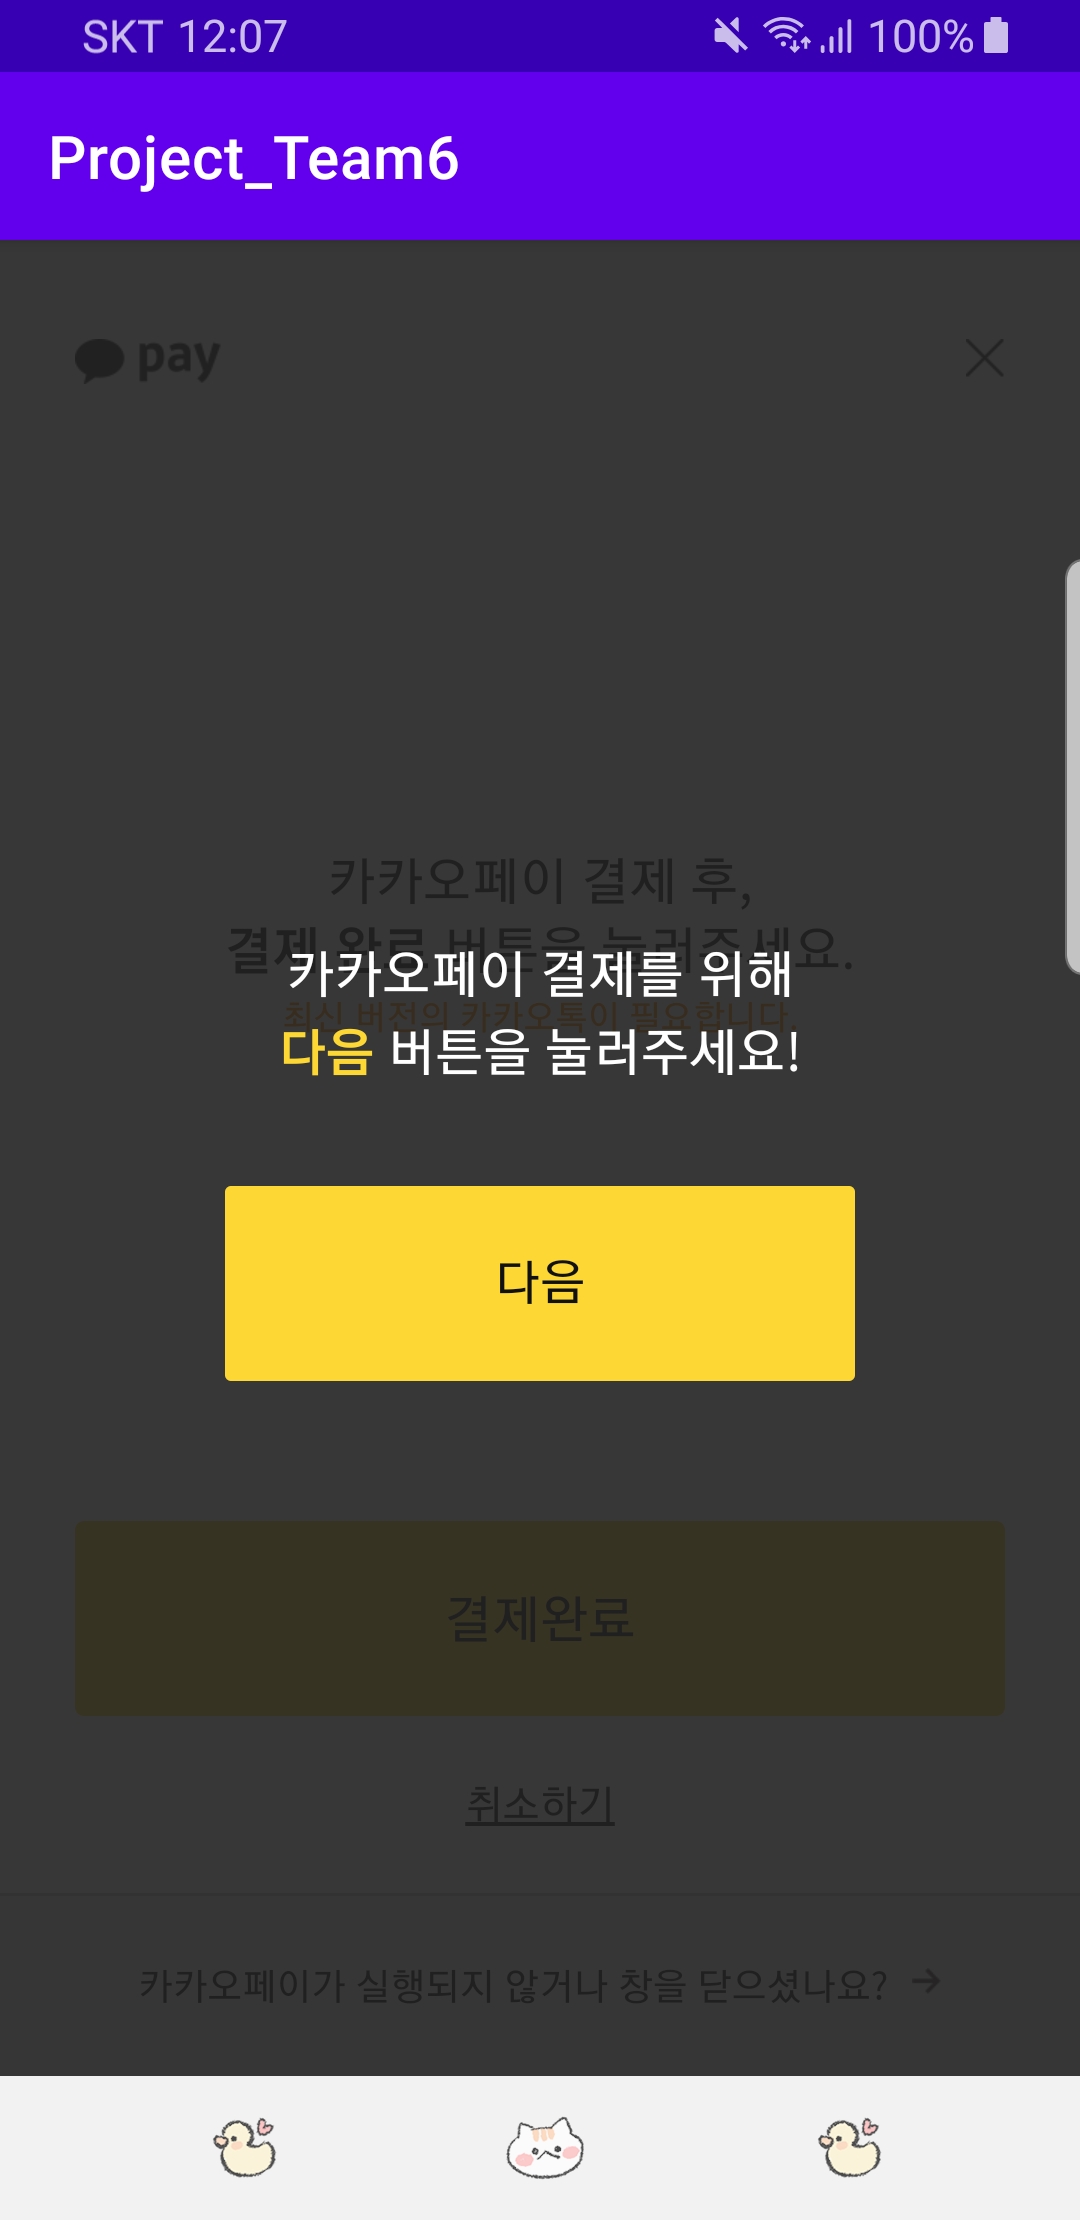 SKT 12:07 100%
Project_Team6
pay
카카오페이 결제 후,
결제 완료 버튼을 눌러주세요.
카카오페이 결제를 위해
최신 버전의 카카오톡이 필요합니다.
다음 버튼을 눌러주세요!
다음
결제완료
취소하기
카카오페이가 실행되지 않거나 창을 닫으셨나요?